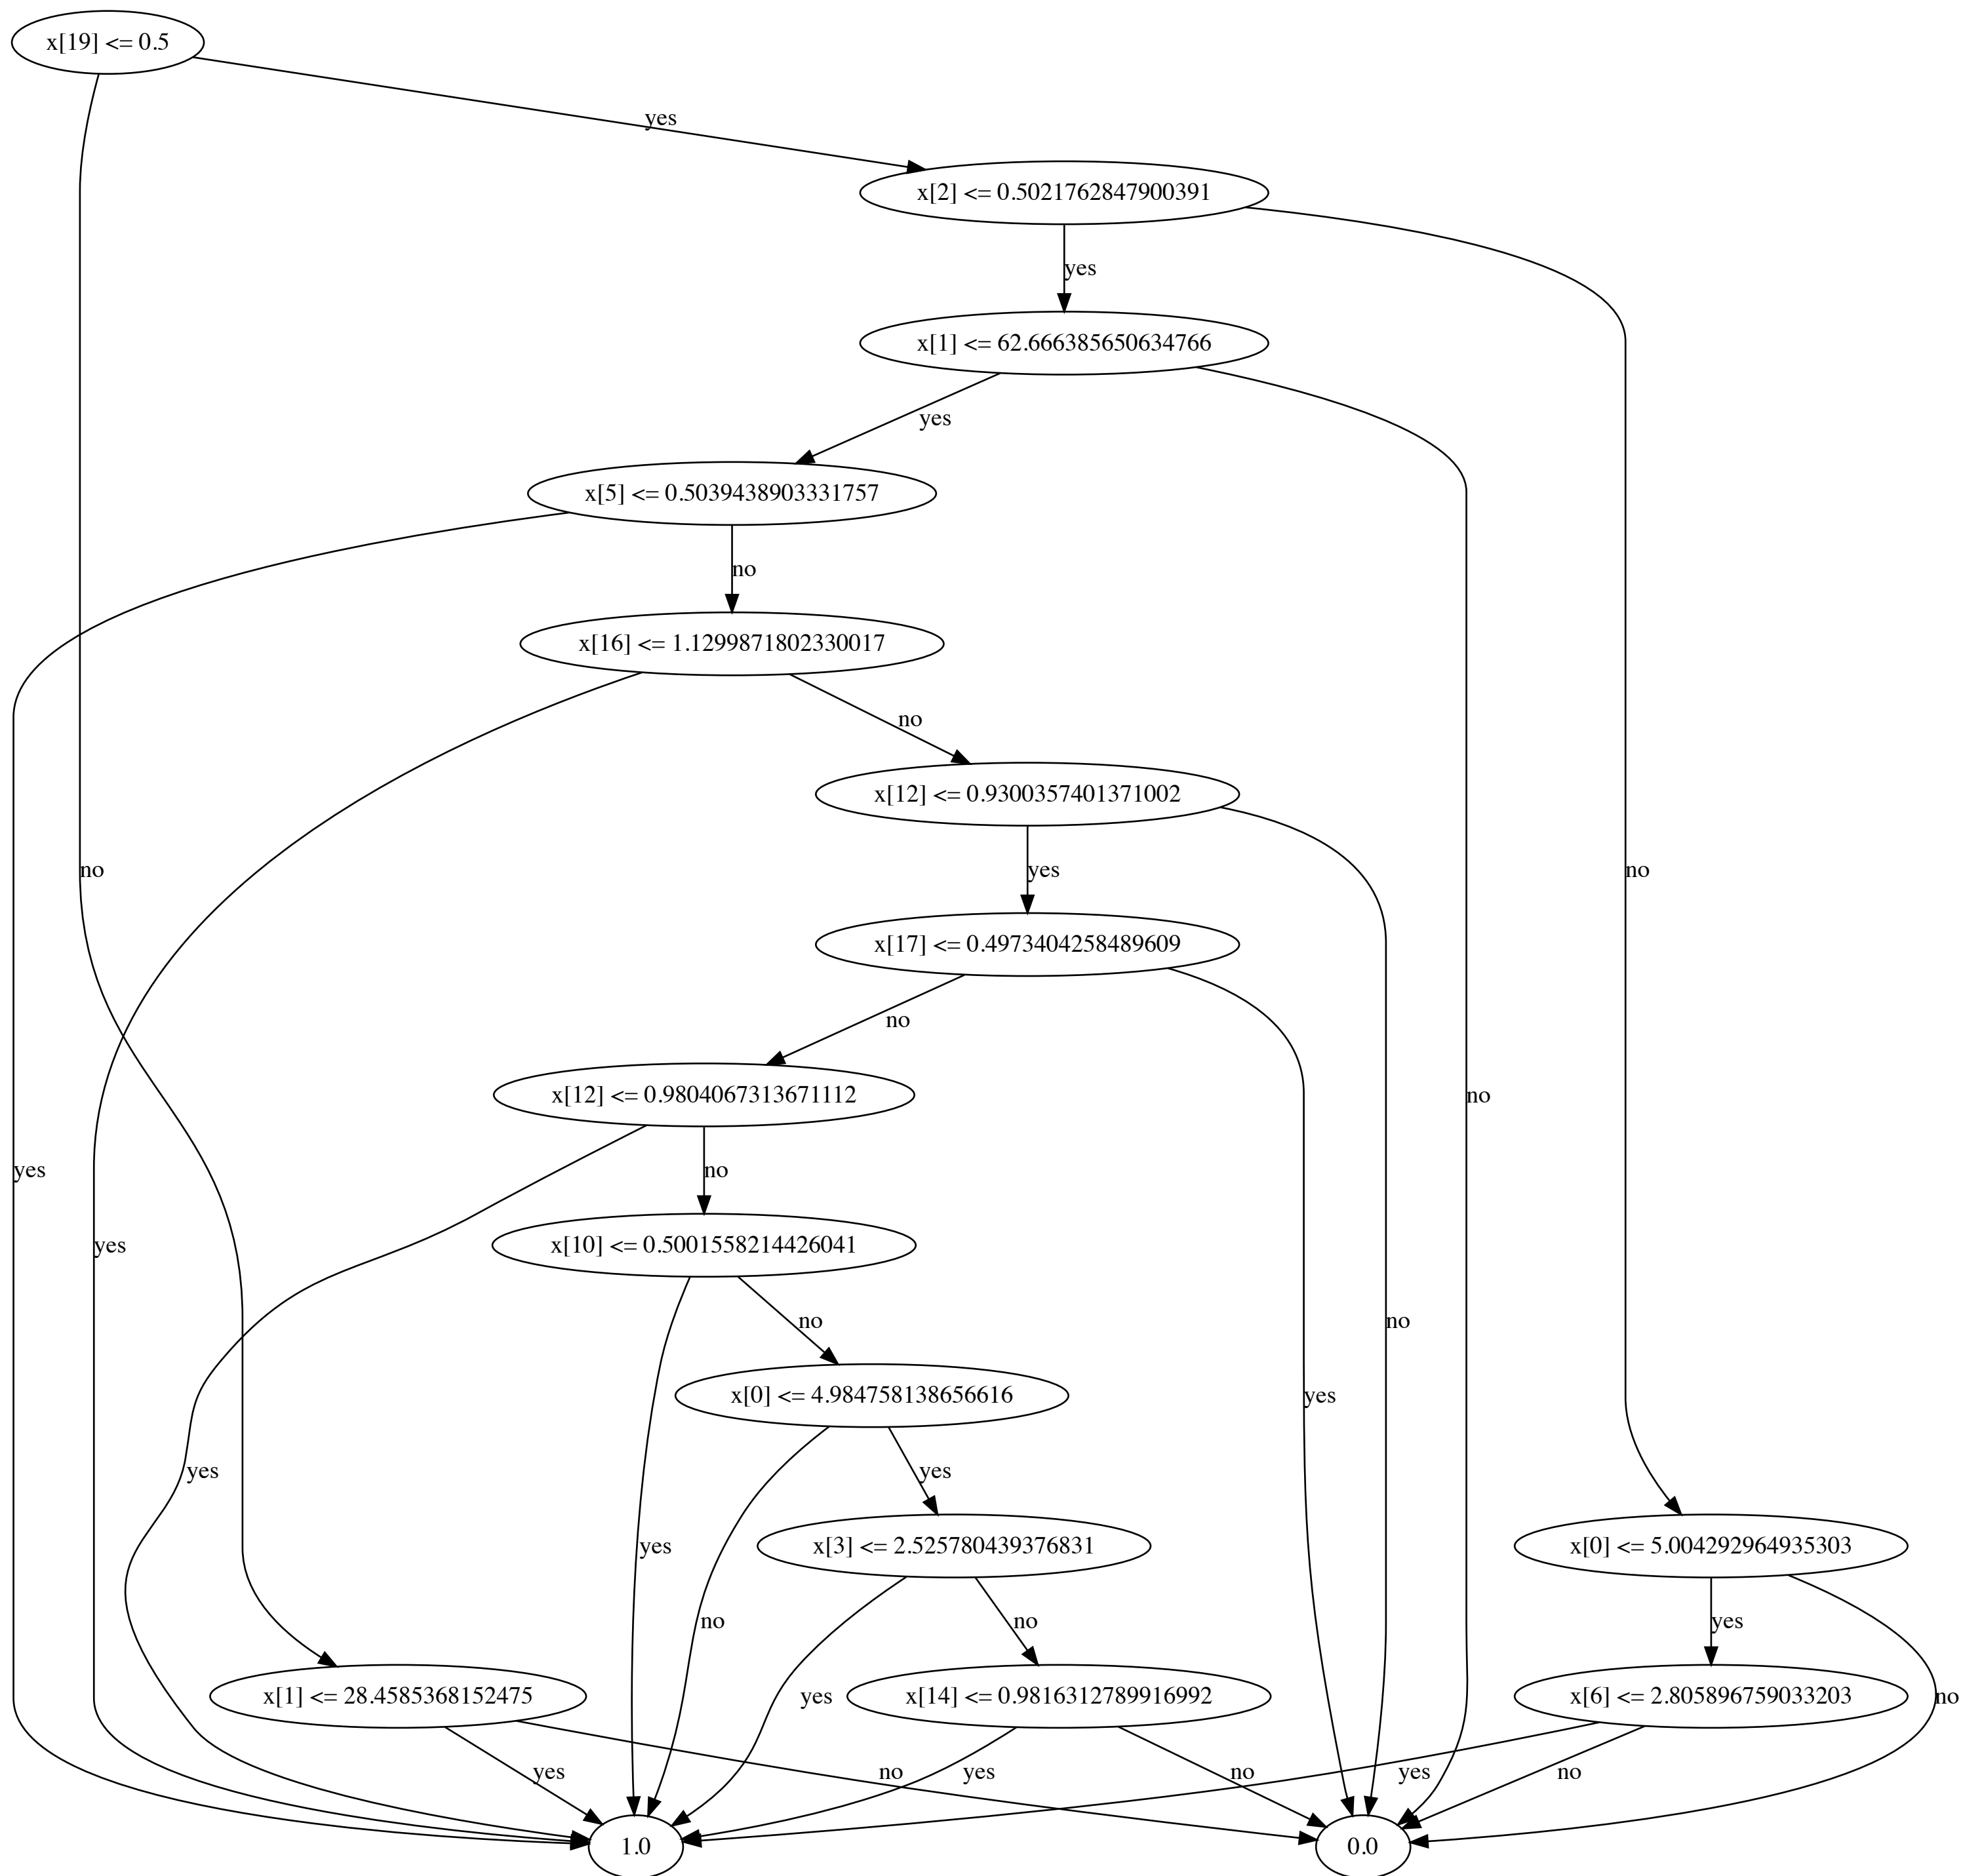 x[19] <= 0.5
yes
x[2] <= 0.5021762847900391
yes
x[1] <= 62.666385650634766
yes
x[5] <= 0.5039438903331757
no
x[16] <= 1.1299871802330017
no
x[12] <= 0.9300357401371002
no
yes
no
x[17] <= 0.4973404258489609
no
x[12] <= 0.9804067313671112
no
yes
no
yes
x[10] <= 0.5001558214426041
no
no
x[0] <= 4.984758138656616
yes
yes
yes
x[3] <= 2.525780439376831
yes
x[0] <= 5.004292964935303
no
no
yes
x[1] <= 28.4585368152475
yes
x[14] <= 0.9816312789916992
x[6] <= 2.805896759033203
no
yes
no
yes
no
yes
no
1.0
0.0